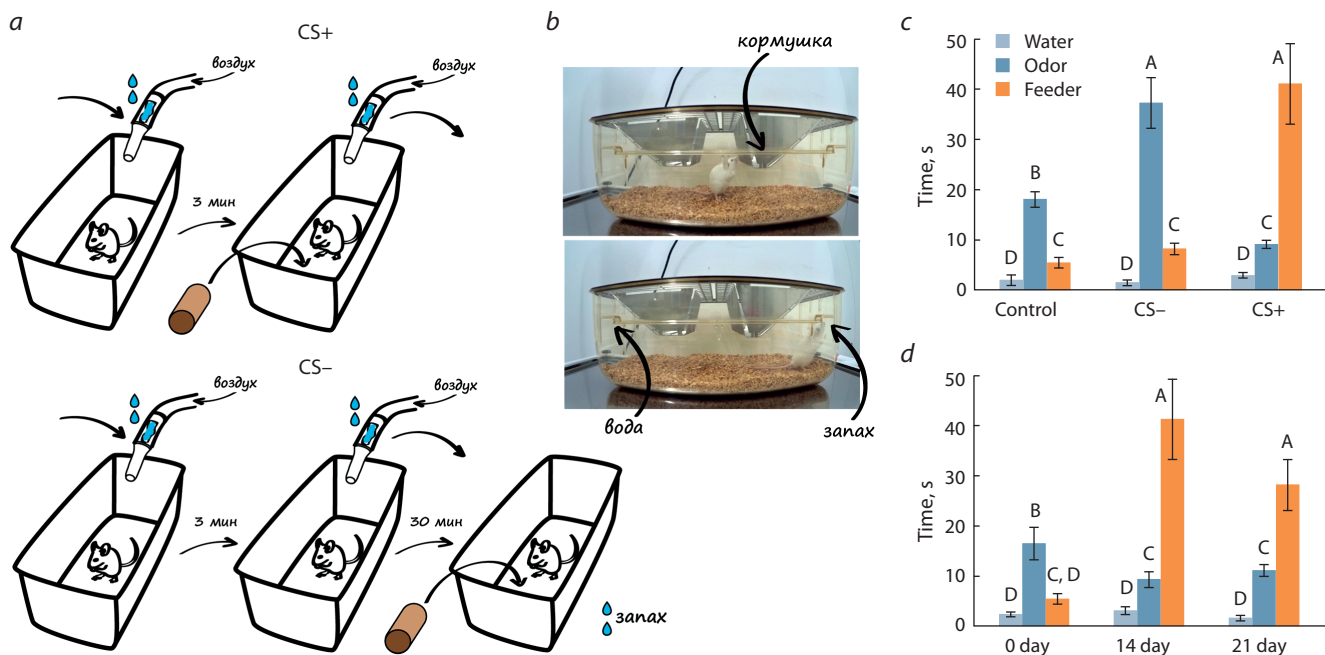 a
CS+
воздух
воздух
3 мин
CS–
воздух
воздух
3 мин
30 мин
запах
b
кормушка
вода
запах
c
Time, s
50
40
30
20
10
0
Water
Odor
Feeder
D
B
C
D
A
C
D
C
A
Control
CS–
CS+
d
Time, s
50
40
30
20
10
0
D
B
C, D
D
C
A
D
C
A
0 day
14 day
21 day